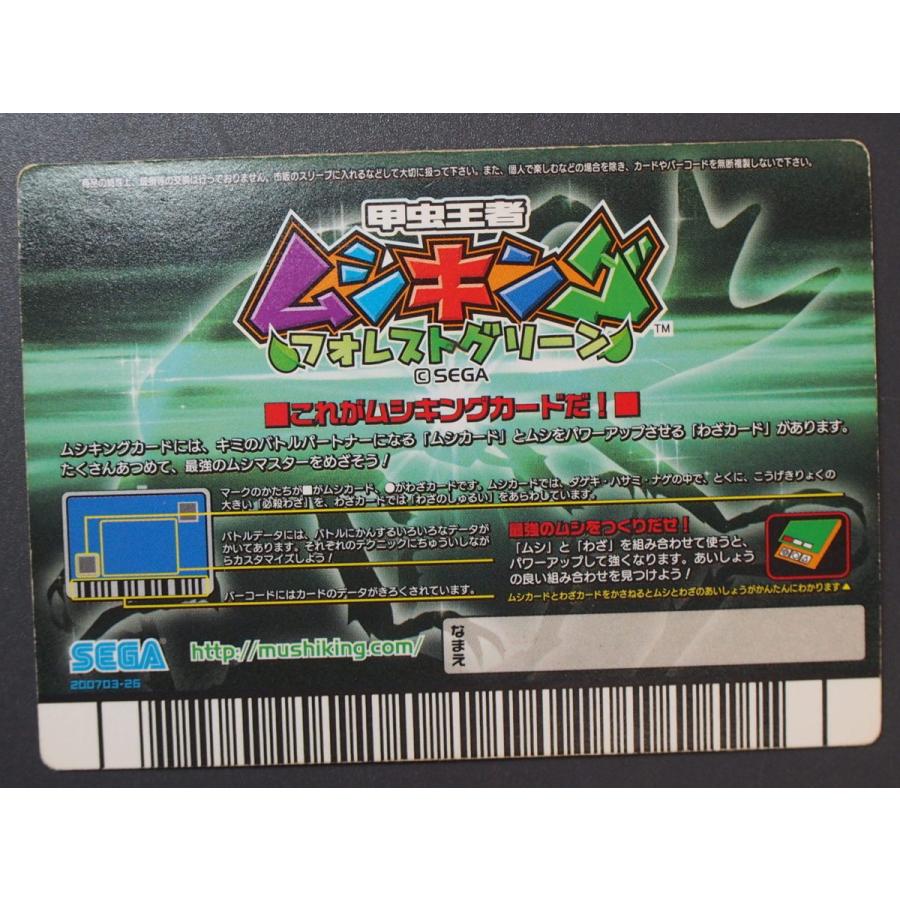 商品の性質上、破損等の交換は行っておりません、市販のスリーブに入れるなどして大切に扱って下さい。また、個人で楽しむなどの場合を除き、カードやバーコードを無断複製しないで下さい。
甲虫王者
ムシキング
フォレストグリーン
TM
©SEGA
■これがムシキングカードだ！■
ムシキングカードには、キミのバトルパートナーになる「ムシカード」とムシをパワーアップさせる「わざカード」があります。
たくさんあつめて、最強のムシマスターをめざそう！
マークのかたちが■がムシカード、●がわざカードです。ムシカードでは、ダゲキ・ハサミ・ナゲの中で、とくに、こうげきりょくの
大きい"必殺わざ"を、わざカードでは「わざのしゅるい」をあらわしています。
バトルデータには、バトルにかんするいろいろなデータが
かいてあります。それぞれのテクニックにちゅういしなが
らカスタマイズしよう！
バーコードにはカードのデータがきろくされています。
最強のムシをつくりだせ！
「ムシ」と「わざ」を組み合わせて使うと、
パワーアップして強くなります。あいしょう
の良い組み合わせを見つけよう！
ムシカードとわざカードをかさねるとムシとわざのあいしょうがかんたんにわかります▲
SEGA
http://mushiking.com/
なまえ
200703-26